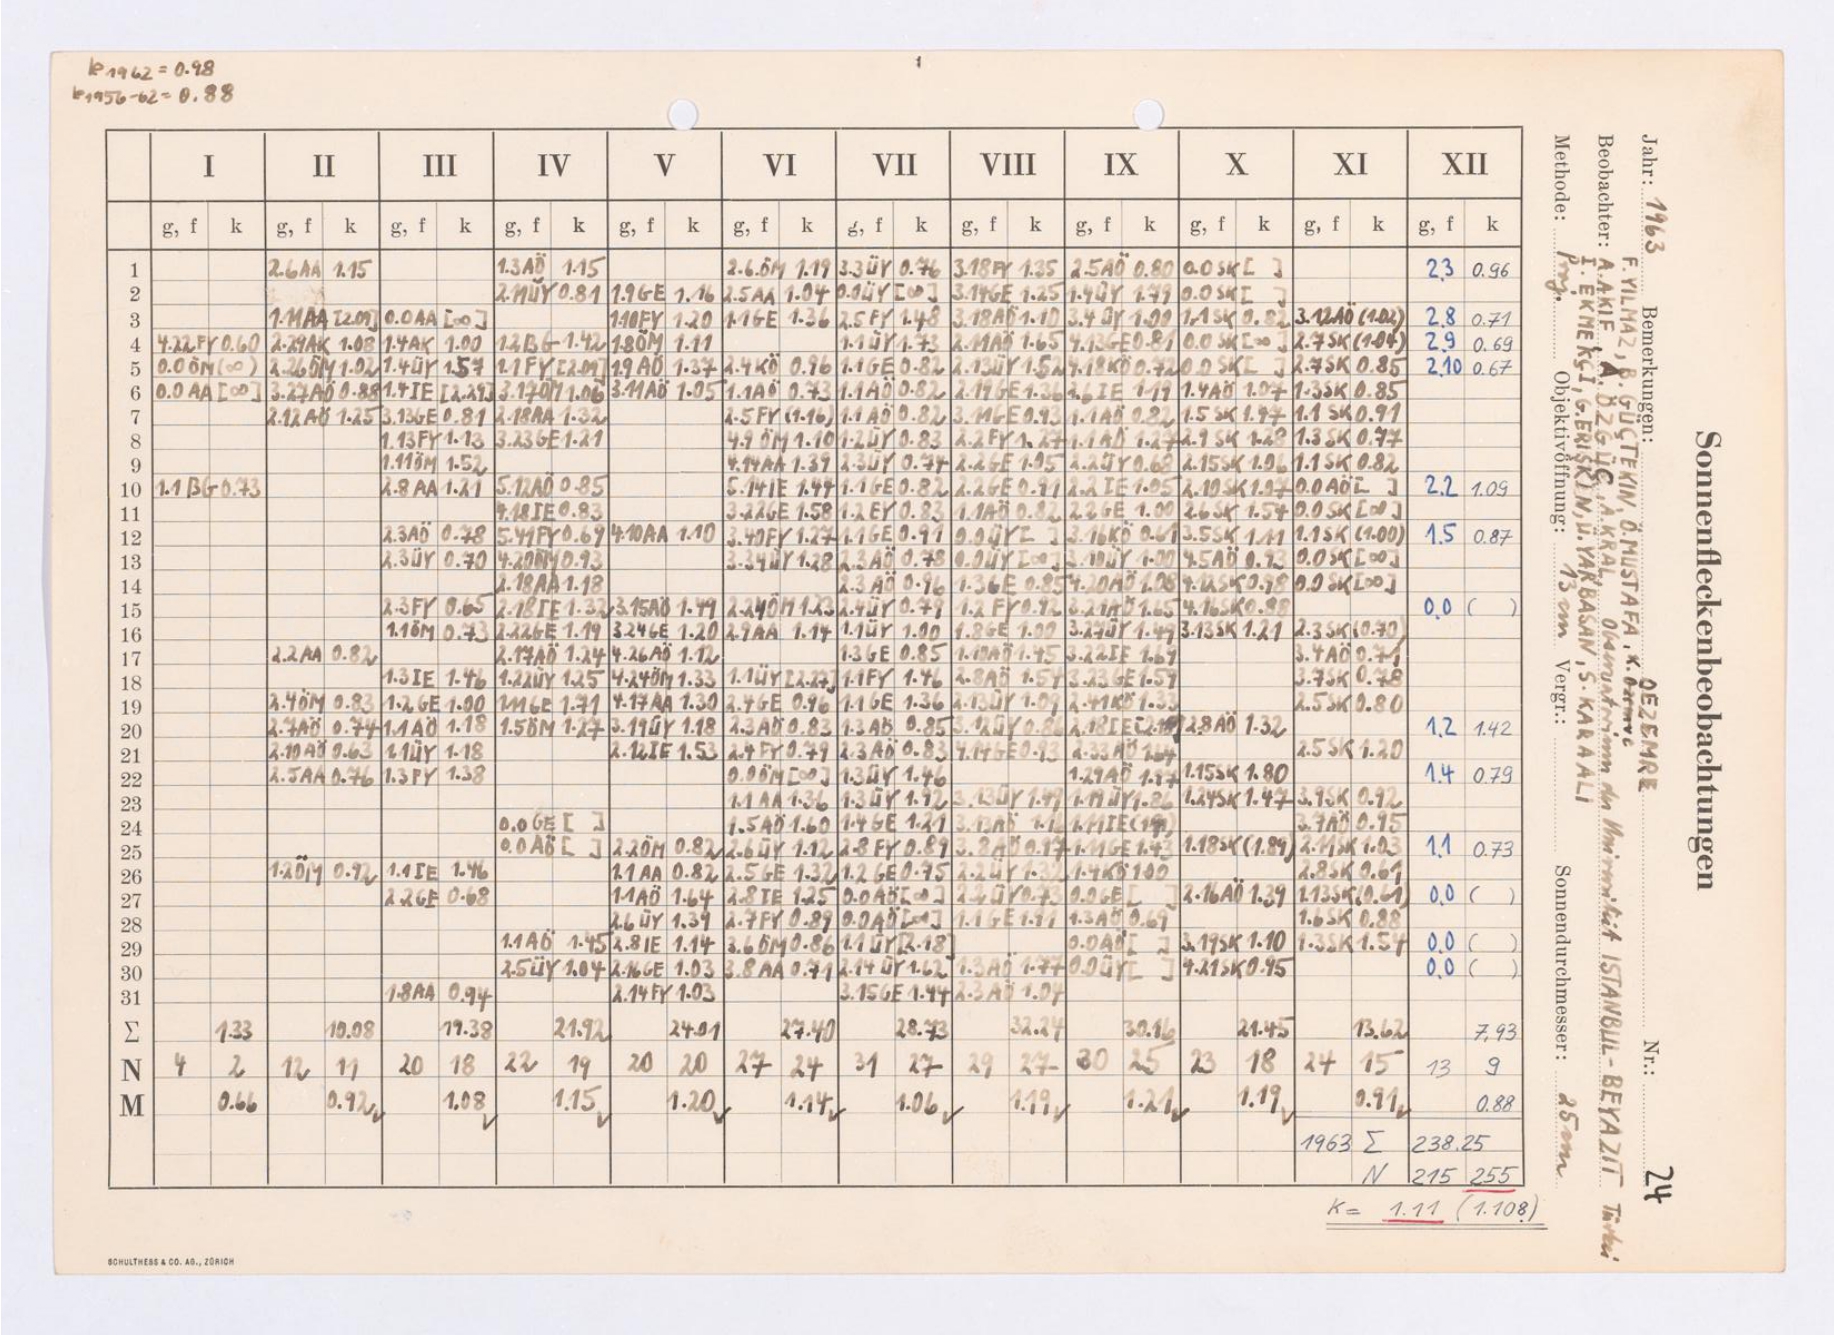 k 1962 = 0.98
k 1956-62 = 0.88
1
Sonnenfleckenbeobachtungen
Jahr: 1963 Bemerkungen: Nr.: 24
F. YILMAZ, B. GÜÇTEKIN, Ö. MUSTAFA, K. OEZEMRE
Beobachter: A. AKIF, A. ÖZGÜÇ, A. KRAL, ISTANBUL - BEYAZIT
I. EKMEKÇI, G. ERISKIN, Ü. YARBASAN, S. KARAALI
Methode: Proj. Objektivöffnung: 13 mm Vergr.: Sonnendurchmesser: 25 mm
I II III IV V VI VII VIII IX X XI XII
g, f k g, f k g, f k g, f k g, f k g, f k g, f k g, f k g, f k g, f k g, f k g, f k
1 2.6AA 1.15 1.3AÖ 1.15 2.6.ÖM 1.19 3.3ÜY 0.76 3.18FY 1.35 2.5AÖ 0.80 0.0SK [ ] 2,3 0.96
2 2.11ÜY 0.81 1.9GE 1.16 2.5AA 1.04 0.0ÜY [∞] 3.14GE 1.25 1.4ÜY 1.79 0.0SK [ ]
3 1.11AA [2.09] 0.0AA [∞] 1.10FY 1.20 1.1GE 1.36 2.5FY 1.48 3.18AÖ 1.10 3.4ÜY 1.00 1.1SK 0.82 3.12AÖ (1.02) 2,8 0.71
4 4.22FY 0.60 2.29AK 1.08 1.4AK 1.00 1.2BG 1.42 1.8ÖM 1.11 1.1ÜY 1.73 2.11AÖ 1.65 4.13GE 0.81 0.0SK [∞] 2.7SK (1.04) 2,9 0.69
5 0.0ÖM (∞) 2.26ÖM 1.02 1.4ÜY 1.57 1.1FY [2.09] 1.9AÖ 1.37 2.4KÖ 0.96 1.1GE 0.82 2.13ÜY 1.52 4.18KÖ 0.72 0.0SK [ ] 2.7SK 0.85 2,10 0.67
6 0.0AA [∞] 3.27AÖ 0.88 1.4IE [2.29] 3.17ÖM 1.06 3.11AÖ 1.05 1.1AÖ 0.73 1.1AÖ 0.82 2.19GE 1.36 2.6IE 1.19 1.4AÖ 1.07 1.3SK 0.85
7 2.12AÖ 1.25 3.13GE 0.81 2.18AA 1.32 2.5FY (1.16) 1.1AÖ 0.82 3.11GE 0.93 1.1AÖ 0.82 1.5SK 1.47 1.1SK 0.91
8 1.13FY 1.13 3.23GE 1.21 4.9ÖM 1.10 1.2ÜY 0.83 2.2FY 1.27 1.1AÖ 1.27 2.9SK 1.28 1.3SK 0.77
9 1.11ÖM 1.52 4.14AA 1.39 2.3ÜY 0.74 2.2GE 1.05 2.2ÜY 0.68 2.15SK 1.06 1.1SK 0.82
10 1.1BG 0.73 2.8AA 1.21 5.12AÖ 0.85 5.14IE 1.44 1.1GE 0.82 2.2GE 0.91 2.2IE 1.05 2.10SK 1.07 0.0AÖ [ ] 2,2 1.09
11 4.18IE 0.83 3.22GE 1.58 1.2EY 0.83 1.1AÖ 0.82 2.2GE 1.00 2.6SK 1.54 0.0SK [∞]
12 2.3AÖ 0.78 5.41FY 0.69 4.10AA 1.10 3.40FY 1.27 1.1GE 0.91 0.0ÜY [ ] 3.16KÖ 0.61 3.5SK 1.11 1.1SK (1.00) 1,5 0.87
13 2.3ÜY 0.70 4.20ÖM 0.93 3.34ÜY 1.28 2.3AÖ 0.78 0.0ÜY [∞] 3.10ÜY 1.00 4.5AÖ 0.93 0.0SK [∞]
14 2.18AA 1.18 2.3AÖ 0.96 1.3GE 0.85 4.20AÖ 1.08 4.12SK 0.98 0.0SK [∞]
15 2.3FY 0.65 2.18IE 1.32 3.15AÖ 1.49 2.24ÖM 1.23 2.4ÜY 0.79 1.2FY 0.92 3.21AÖ 1.65 4.16SK 0.88 0,0 ( )
16 1.1ÖM 0.73 2.22GE 1.19 3.24GE 1.20 2.9AA 1.14 1.1ÜY 1.00 1.8GE 1.00 3.27ÜY 1.49 3.13SK 1.21 2.3SK (0.70)
17 2.2AA 0.82 2.17AÖ 1.24 4.26AÖ 1.12 1.3GE 0.85 1.10AÖ 1.45 3.22IE 1.69 3.4AÖ 0.71
18 1.3IE 1.46 1.22ÜY 1.25 4.24ÖM 1.33 1.1ÜY [2.27] 1.1FY 1.46 2.8AÖ 1.54 3.23GE 1.59 3.7SK 0.78
19 2.4ÖM 0.83 1.2GE 1.00 1.11GE 1.71 4.17AA 1.30 2.4GE 0.96 1.1GE 1.36 2.13ÜY 1.09 2.41KÖ 1.33 2.5SK 0.80
20 2.7AÖ 0.74 1.1AÖ 1.18 1.5ÖM 1.27 3.19ÜY 1.18 2.3AÖ 0.83 1.3AÖ 0.85 3.12ÜY 0.86 2.18IE 2.8AÖ 1.32 1,2 1.42
21 2.10AÖ 0.63 1.1ÜY 1.18 2.12IE 1.53 2.4FY 0.79 2.3AÖ 0.83 4.14GE 0.93 2.33AÖ 2.5SK 1.20
22 2.5AA 0.76 1.3FY 1.38 0.0ÖM [∞] 1.3ÜY 1.46 1.29AÖ 1.15SK 1.80 1,4 0.79
23 1.1AA 1.36 1.3ÜY 1.92 3.13ÜY 1.49 1.19ÜY 1.86 1.24SK 1.47 3.9SK 0.92
24 0.0GE [ ] 1.5AÖ 1.60 1.4GE 1.21 3.13AÖ 1.11IE 3.7AÖ 0.95
25 0.0AÖ [ ] 2.20ÖM 0.82 2.6ÜY 1.12 2.8FY 0.89 3.8AÖ 0.97 1.11GE 1.43 1.18SK (1.89) 2.11SK 1.03 1,1 0.73
26 1.2ÖM 0.92 1.1IE 1.46 1.1AA 0.82 2.5GE 1.32 1.2GE 0.75 2.2ÜY 1.32 1.4KÖ 1.00 2.8SK 0.69
27 2.2GE 0.68 1.1AÖ 1.64 2.8IE 1.25 0.0AÖ [∞] 0.73 0.0GE [ ] 2.16AÖ 1.39 1.13SK (0.61) 0,0 ( )
28 2.6ÜY 1.39 2.7FY 0.89 0.0AÖ [∞] 1.1GE 1.3AÖ 0.69 1.6SK 0.88
29 1.1AÖ 1.45 2.8IE 1.14 3.6ÖM 0.86 1.1ÜY [2.18] 0.0AÖ [ ] 3.19SK 1.10 1.3SK 1.54 0,0 ( )
30 2.5ÜY 1.04 2.16GE 1.03 3.8AA 0.71 2.14ÜY 1.62 1.3AÖ 1.77 0.0ÜY [ ] 4.21SK 0.95 0,0 ( )
31 1.8AA 0.94 2.14FY 1.03 3.15GE 1.44 2.3AÖ 1.04
Σ 1.33 10.08 19.38 21.92 24.01 27.40 28.73 32.24 30.16 21.45 13.62 7,93
N 4 2 12 11 20 18 22 19 20 20 27 24 31 27 29 27 30 25 23 18 24 15 13 9
M 0.66 0.92 1.08 1.15 1.20 1.14 1.06 1.19 1.21 1.19 0.91 0.88
1963 Σ 238.25
N 215 255
K = 1.11 (1.108)
SCHULTHESS & CO. AG., ZÜRICH